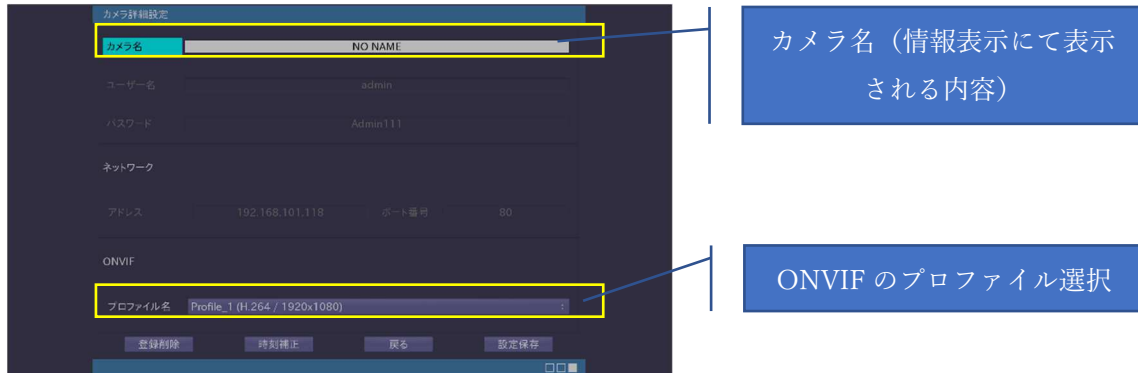 カメラ詳細設定
カメラ名 NO NAME
ユーザー名 admin
パスワード Admin111
ネットワーク
アドレス 192.168.101.118 ポート番号 80
ONVIF
プロファイル名 Profile_1 (H.264 / 1920x1080)
登録削除 時刻補正 戻る 設定保存
カメラ名（情報表示にて表示
される内容）
ONVIF のプロファイル選択